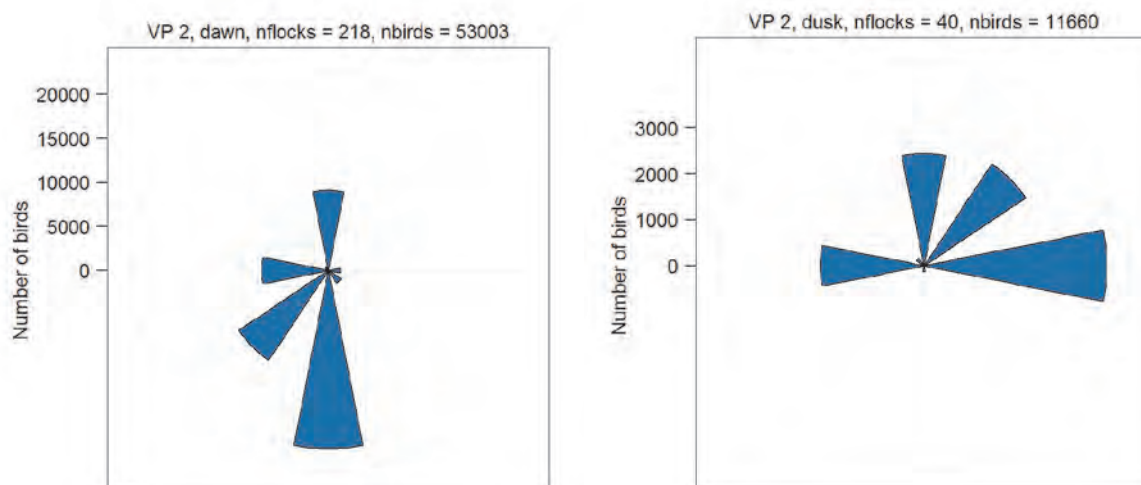 VP 2, dawn, nflocks = 218, nbirds = 53003
20000
15000
10000
5000
0
Number of birds
VP 2, dusk, nflocks = 40, nbirds = 11660
3000
2000
1000
0
Number of birds